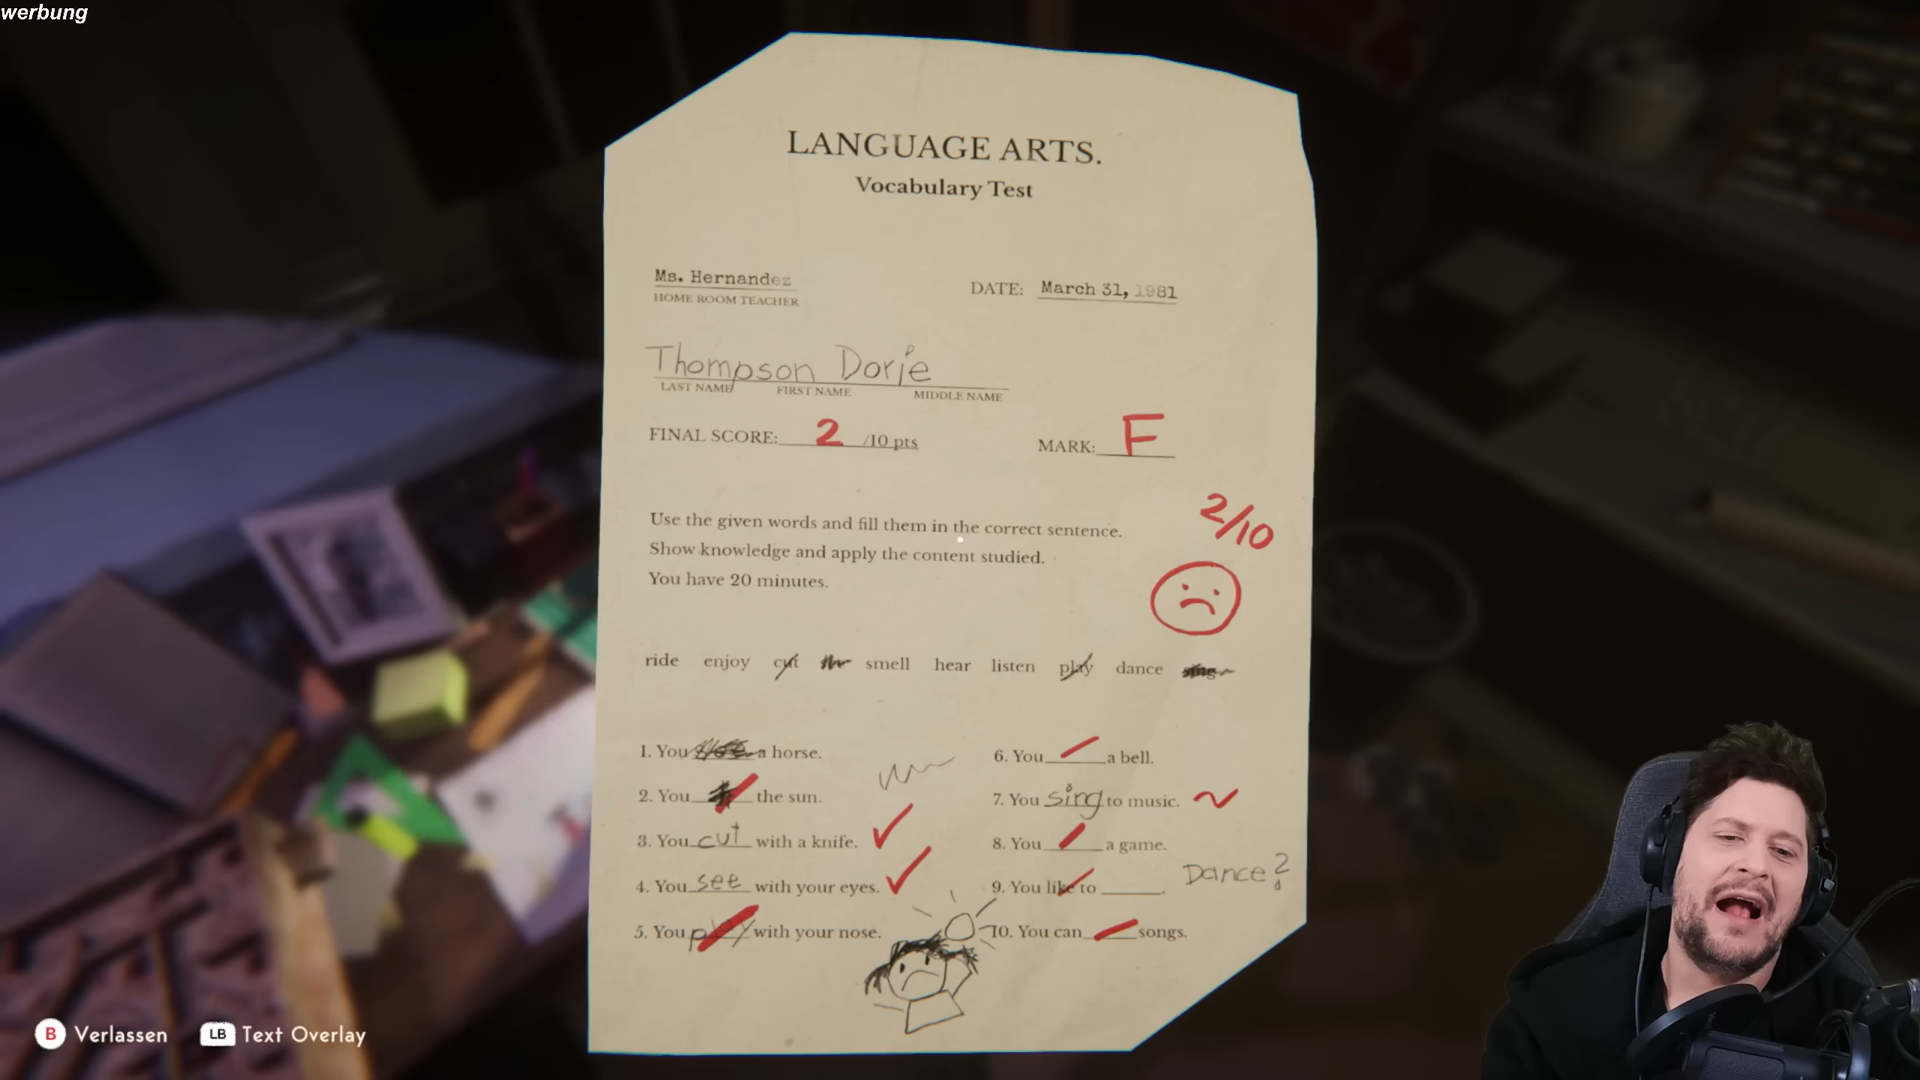 werbung
LANGUAGE ARTS.
Vocabulary Test
Ms. Hernandez
HOME ROOM TEACHER
DATE: March 31, 1981
Thompson Dorje
LAST NAME FIRST NAME MIDDLE NAME
FINAL SCORE: 2 /10 pts
MARK: F
2/10
Use the given words and fill them in the correct sentence.
Show knowledge and apply the content studied.
You have 20 minutes.
ride enjoy cut smell hear listen play dance
1. You a horse.
2. You the sun.
3. You cut with a knife.
4. You see with your eyes.
5. You play with your nose.
6. You a bell.
7. You sing to music.
8. You a game.
9. You like to .
Dance?
10. You can songs.
B Verlassen
LB Text Overlay